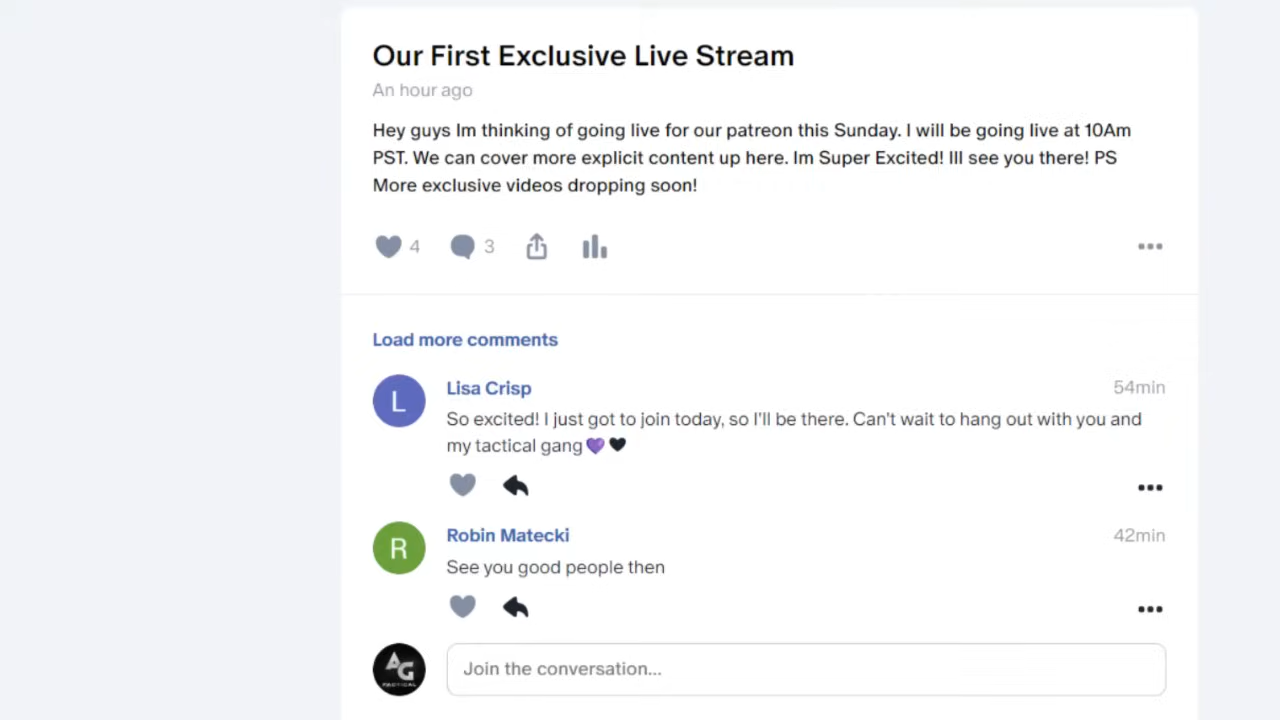 Our First Exclusive Live Stream
An hour ago
Hey guys Im thinking of going live for our patreon this Sunday. I will be going live at 10Am
PST. We can cover more explicit content up here. Im Super Excited! Ill see you there! PS
More exclusive videos dropping soon!
4 3
Load more comments
L Lisa Crisp 54min
So excited! I just got to join today, so I'll be there. Can't wait to hang out with you and
my tactical gang💜🖤
R Robin Matecki 42min
See you good people then
AG
TACTICAL
Join the conversation...